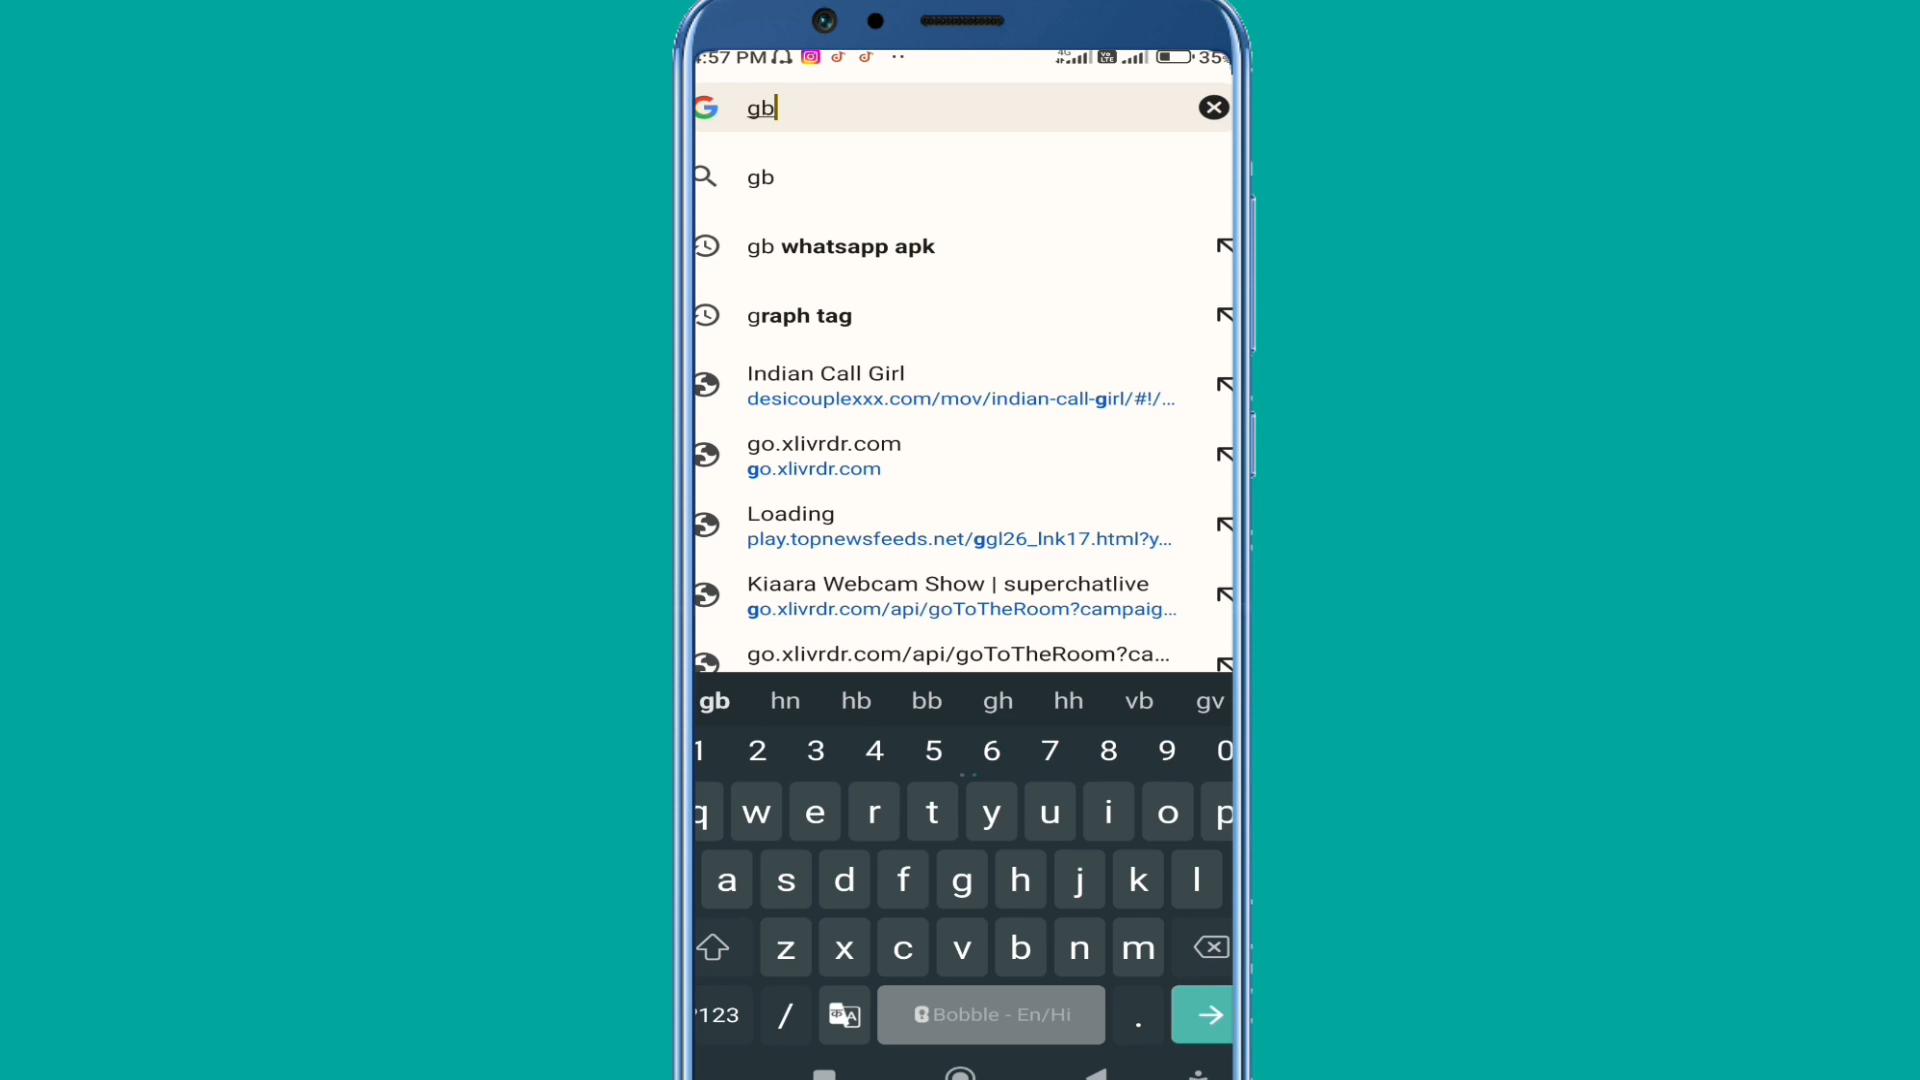 :57 PM 4G Vo LTE 35
gb
gb
gb whatsapp apk
graph tag
Indian Call Girl
desicouplexxx.com/mov/indian-call-girl/#!/...
go.xlivrdr.com
go.xlivrdr.com
Loading
play.topnewsfeeds.net/ggl26_lnk17.html?y...
Kiaara Webcam Show | superchatlive
go.xlivrdr.com/api/goToTheRoom?campaig...
go.xlivrdr.com/api/goToTheRoom?ca...
gb hn hb bb gh hh vb gv
1 2 3 4 5 6 7 8 9 0
q w e r t y u i o p
a s d f g h j k l
z x c v b n m
?123 / क A Bobble - En/Hi .